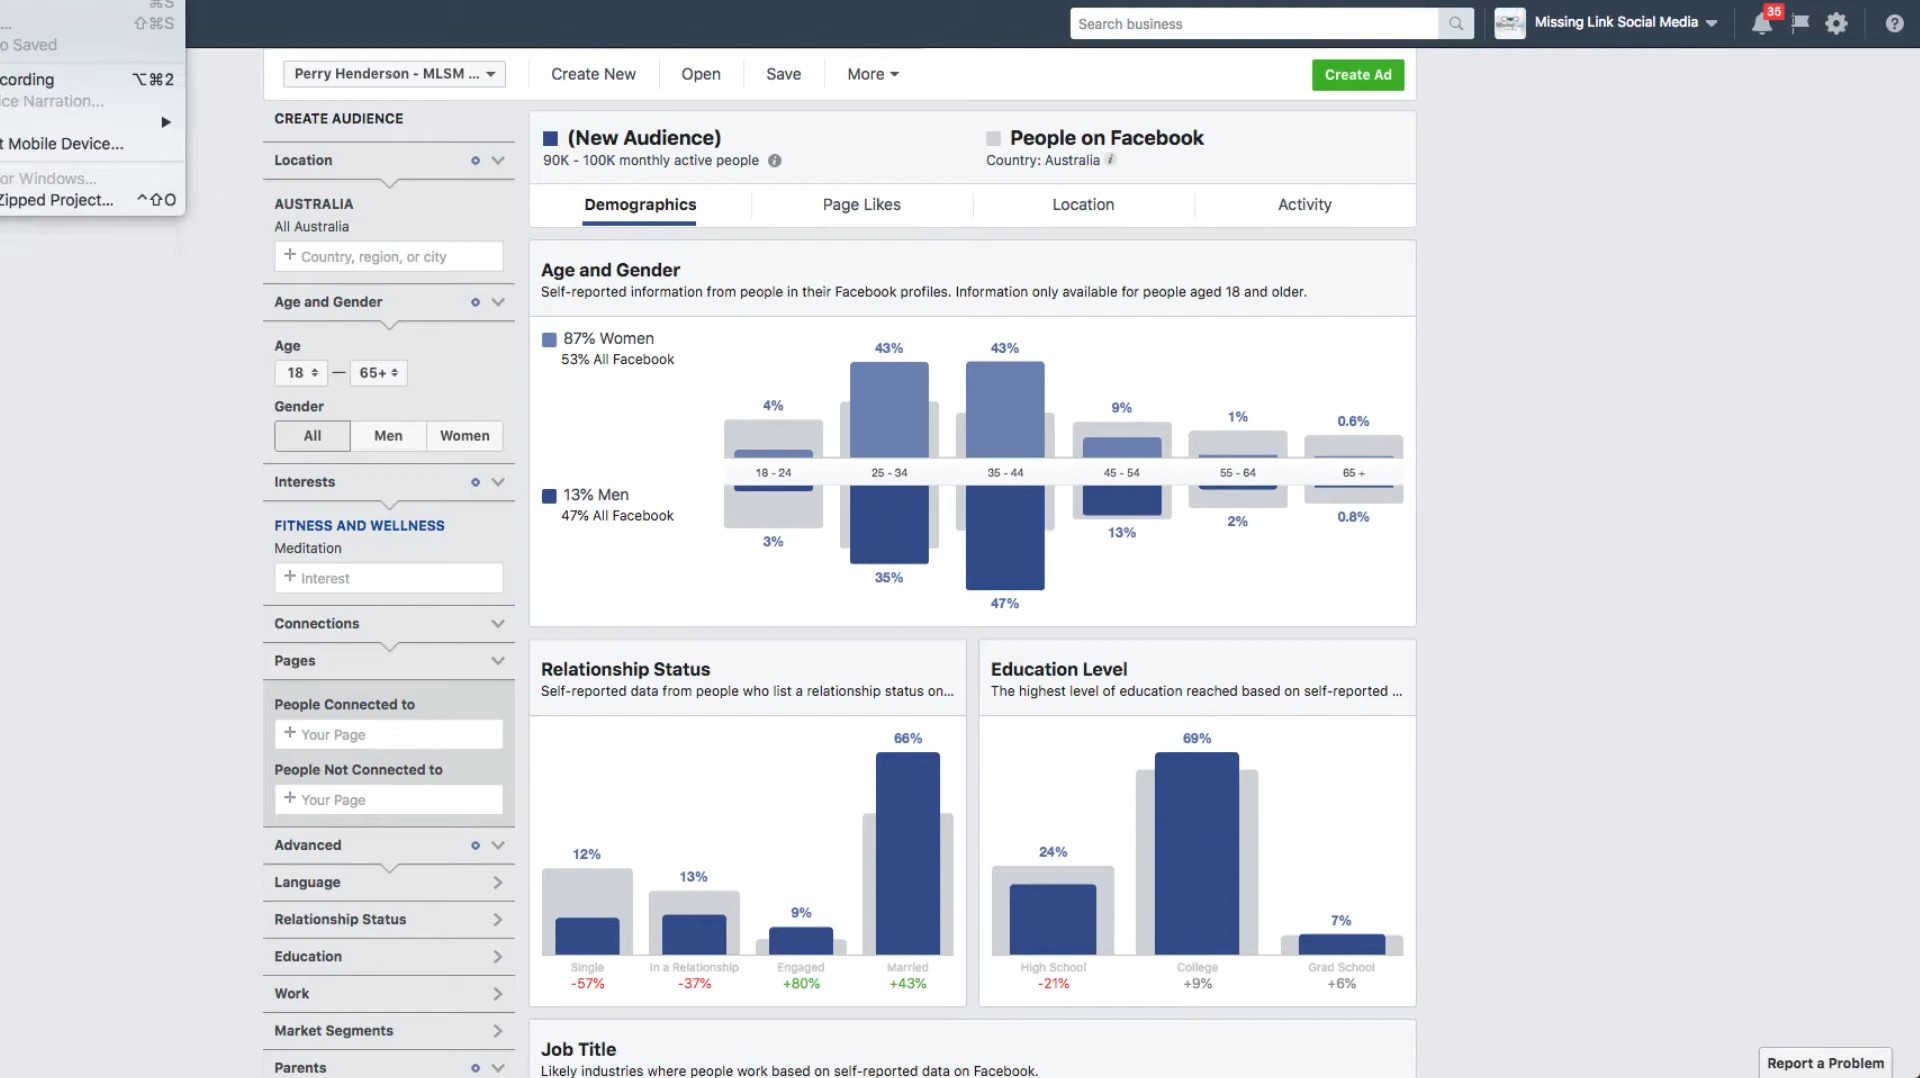 ⌘S
... ⇧⌘S
o Saved
cording ⌥⌘2
ice Narration...
t Mobile Device...
or Windows...
Zipped Project... ^⇧O
Search business
Missing Link Social Media
35
Perry Henderson - MLSM ...
Create New
Open
Save
More
Create Ad
CREATE AUDIENCE
Location
AUSTRALIA
All Australia
+ Country, region, or city
Age and Gender
Age
18 — 65+
Gender
All Men Women
Interests
FITNESS AND WELLNESS
Meditation
+ Interest
Connections
Pages
People Connected to
+ Your Page
People Not Connected to
+ Your Page
Advanced
Language
Relationship Status
Education
Work
Market Segments
Parents
(New Audience)
90K - 100K monthly active people
People on Facebook
Country: Australia
Demographics Page Likes Location Activity
Age and Gender
Self-reported information from people in their Facebook profiles. Information only available for people aged 18 and older.
87% Women
53% All Facebook
4% 43% 43% 9% 1% 0.6%
18 - 24 25 - 34 35 - 44 45 - 54 55 - 64 65 +
13% Men
47% All Facebook
3% 35% 47% 13% 2% 0.8%
Relationship Status
Self-reported data from people who list a relationship status on...
12% 13% 9% 66%
Single In a Relationship Engaged Married
-57% -37% +80% +43%
Education Level
The highest level of education reached based on self-reported ...
24% 69% 7%
High School College Grad School
-21% +9% +6%
Job Title
Likely industries where people work based on self-reported data on Facebook.
Report a Problem